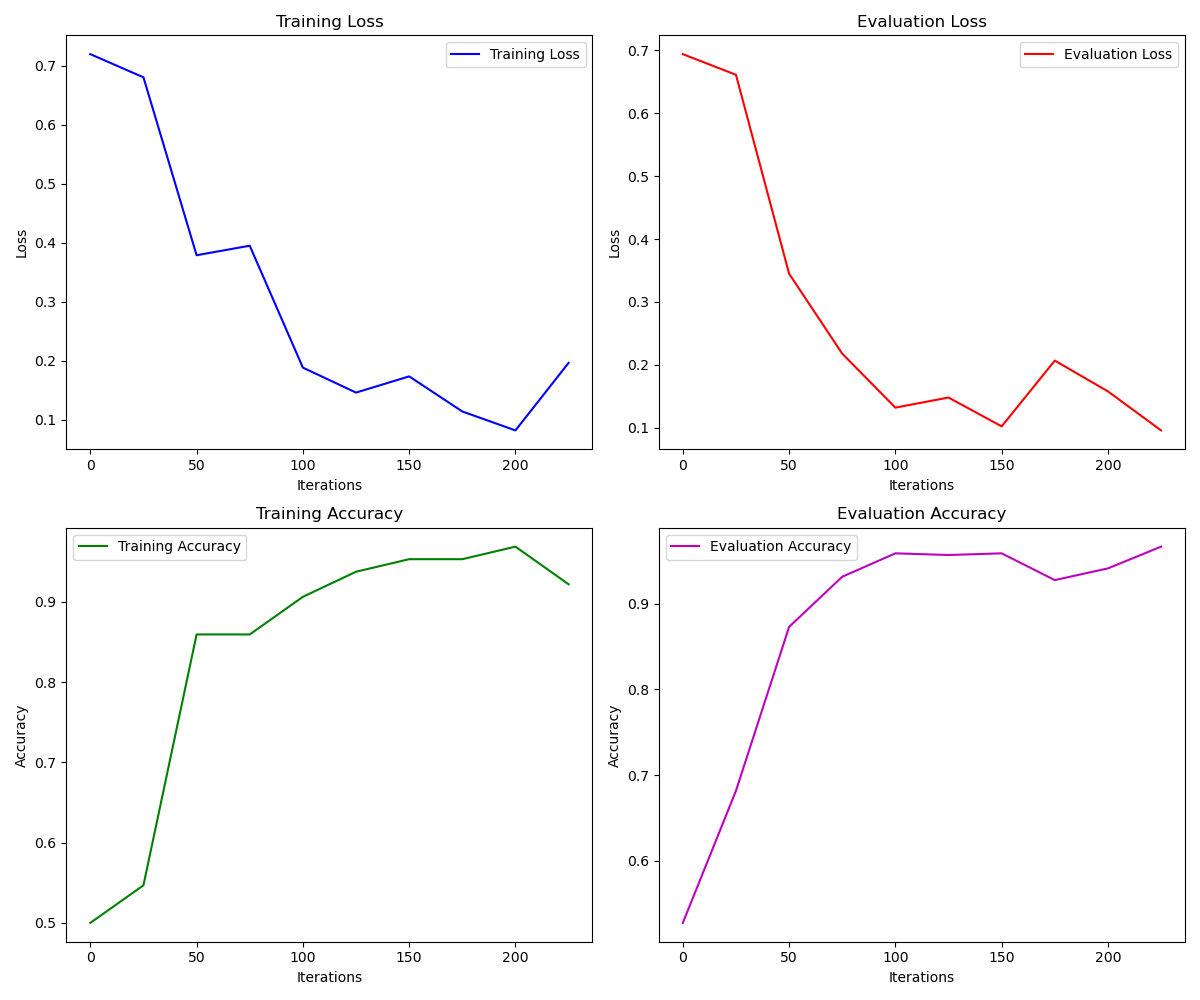 Training Loss
Training Loss
0.7
0.6
0.5
0.4
0.3
0.2
0.1
Loss
0 50 100 150 200
Iterations
Evaluation Loss
Evaluation Loss
0.7
0.6
0.5
0.4
0.3
0.2
0.1
Loss
0 50 100 150 200
Iterations
Training Accuracy
Training Accuracy
0.9
0.8
0.7
0.6
0.5
Accuracy
0 50 100 150 200
Iterations
Evaluation Accuracy
Evaluation Accuracy
0.9
0.8
0.7
0.6
Accuracy
0 50 100 150 200
Iterations